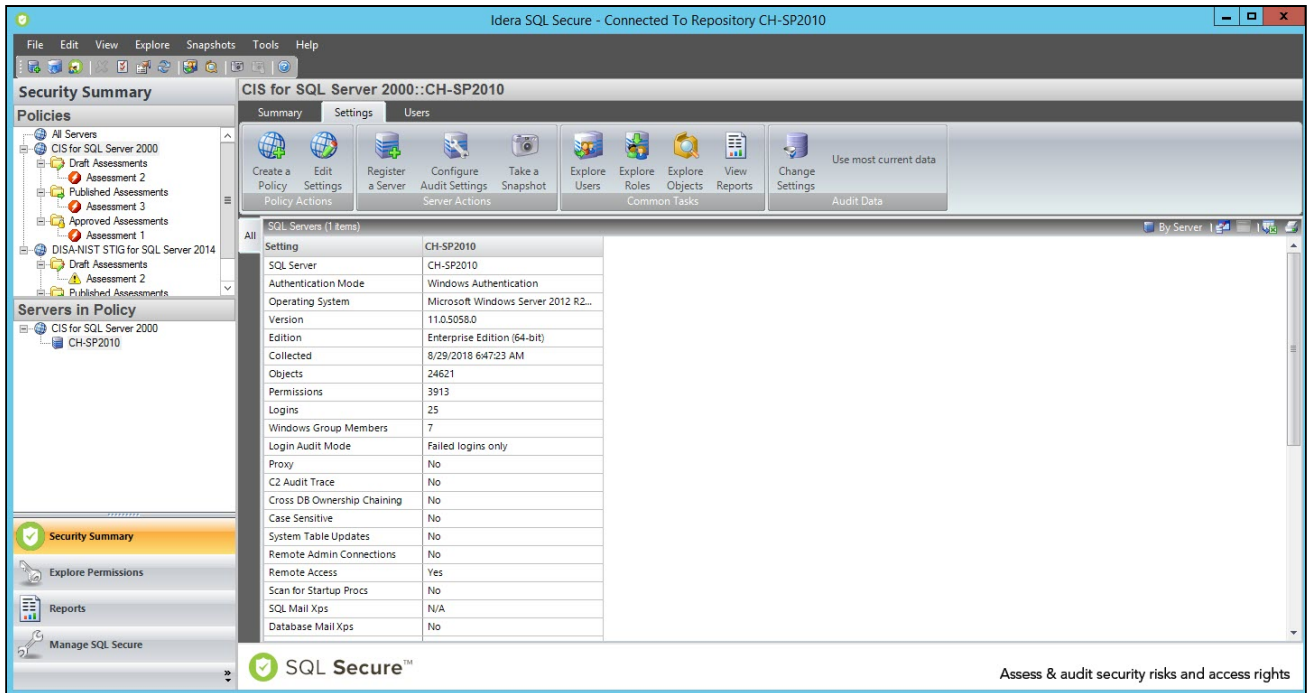 Idera SQL Secure - Connected To Repository CH-SP2010
File Edit View Explore Snapshots Tools Help
Security Summary
Policies
All Servers
CIS for SQL Server 2000
Draft Assessments
Assessment 2
Published Assessments
Assessment 3
Approved Assessments
Assessment 1
DISA-NIST STIG for SQL Server 2014
Draft Assessments
Assessment 2
Published Assessments
Servers in Policy
CIS for SQL Server 2000
CH-SP2010
Security Summary
Explore Permissions
Reports
Manage SQL Secure
CIS for SQL Server 2000::CH-SP2010
Summary Settings Users
Create a Policy
Edit Settings
Policy Actions
Register a Server
Configure Audit Settings
Take a Snapshot
Server Actions
Explore Users
Explore Roles
Explore Objects
View Reports
Common Tasks
Change Settings
Use most current data
Audit Data
All
SQL Servers (1 items)
By Server
Setting CH-SP2010
SQL Server CH-SP2010
Authentication Mode Windows Authentication
Operating System Microsoft Windows Server 2012 R2...
Version 11.0.5058.0
Edition Enterprise Edition (64-bit)
Collected 8/29/2018 6:47:23 AM
Objects 24621
Permissions 3913
Logins 25
Windows Group Members 7
Login Audit Mode Failed logins only
Proxy No
C2 Audit Trace No
Cross DB Ownership Chaining No
Case Sensitive No
System Table Updates No
Remote Admin Connections No
Remote Access Yes
Scan for Startup Procs No
SQL Mail Xps N/A
Database Mail Xps No
SQL Secure™
Assess & audit security risks and access rights